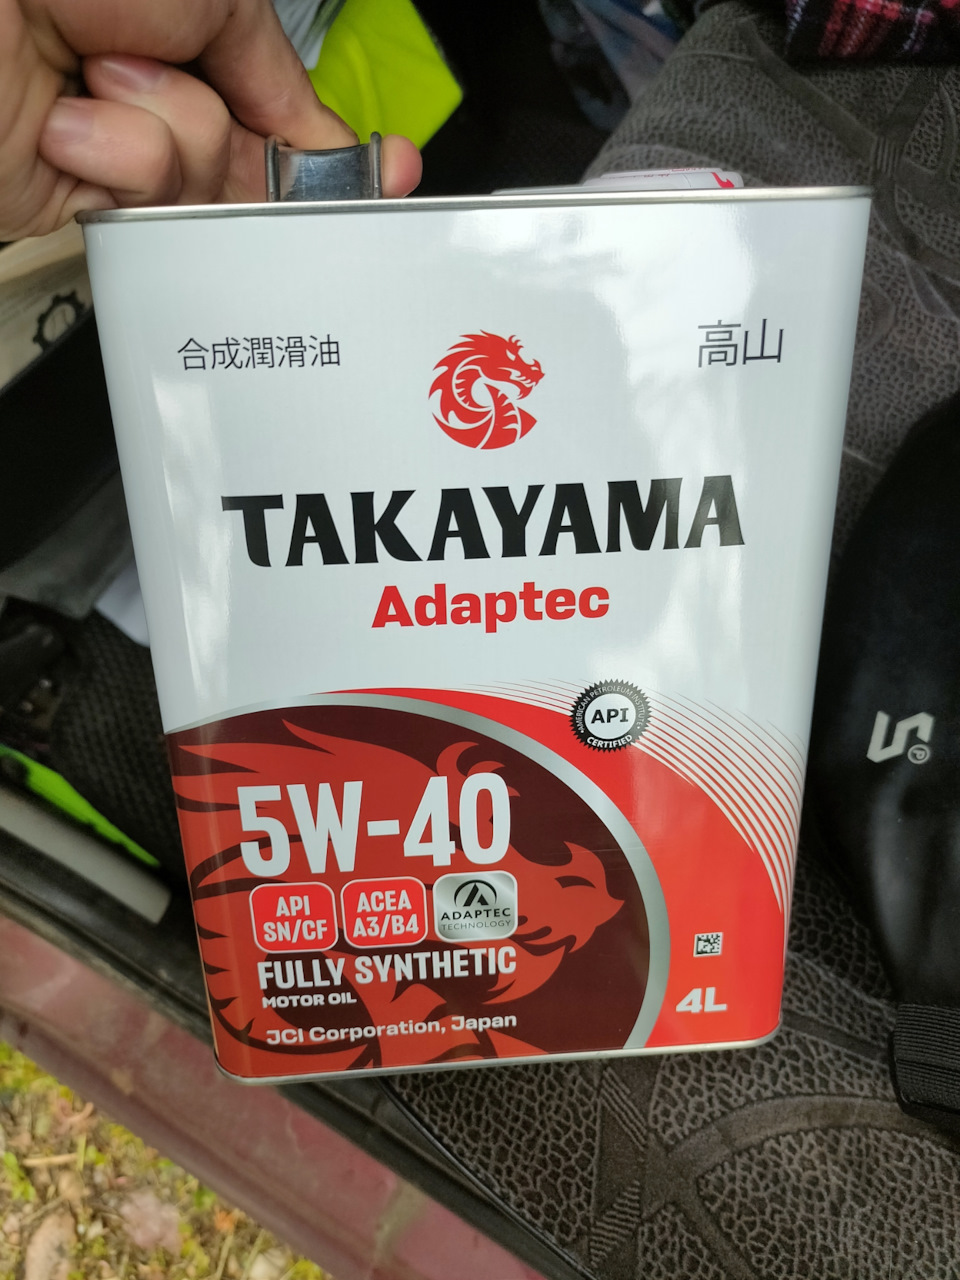 合成潤滑油
高山
TAKAYAMA
Adaptec
AMERICAN PETROLEUM INSTITUTE
API
CERTIFIED
5W-40
API
SN/CF
ACEA
A3/B4
ADAPTEC
TECHNOLOGY
FULLY SYNTHETIC
MOTOR OIL
JCI Corporation, Japan
4L